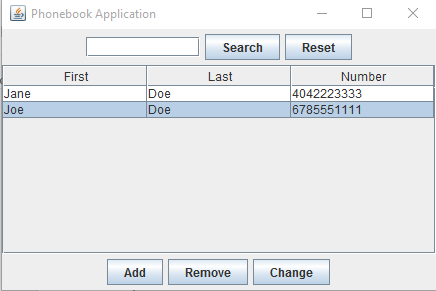 Phonebook Application
Search Reset
First Last Number
Jane Doe 4042223333
Joe Doe 6785551111
Add Remove Change